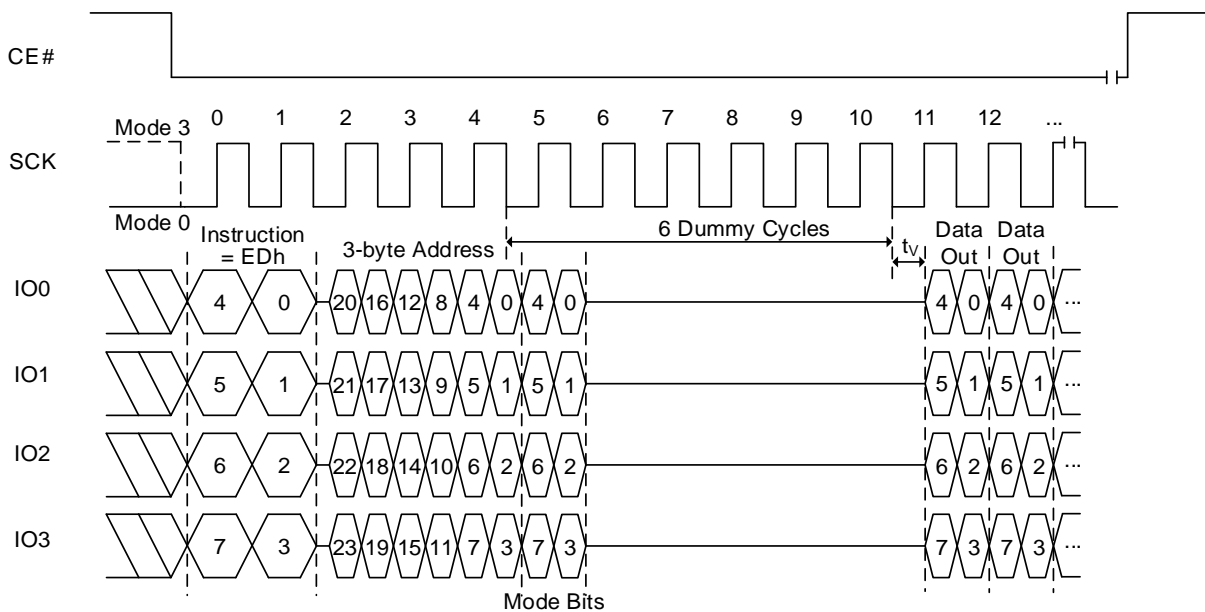 CE#
0 1 2 3 4 5 6 7 8 9 10 11 12 ...
Mode 3
SCK
Mode 0
6 Dummy Cycles
Instruction
= EDh
3-byte Address
tV
Data
Out
Data
Out
IO0
4 0 20 16 12 8 4 0 4 0 4 0 4 0 ...
IO1
5 1 21 17 13 9 5 1 5 1 5 1 5 1 ...
IO2
6 2 22 18 14 10 6 2 6 2 6 2 6 2 ...
IO3
7 3 23 19 15 11 7 3 7 3 7 3 7 3 ...
Mode Bits